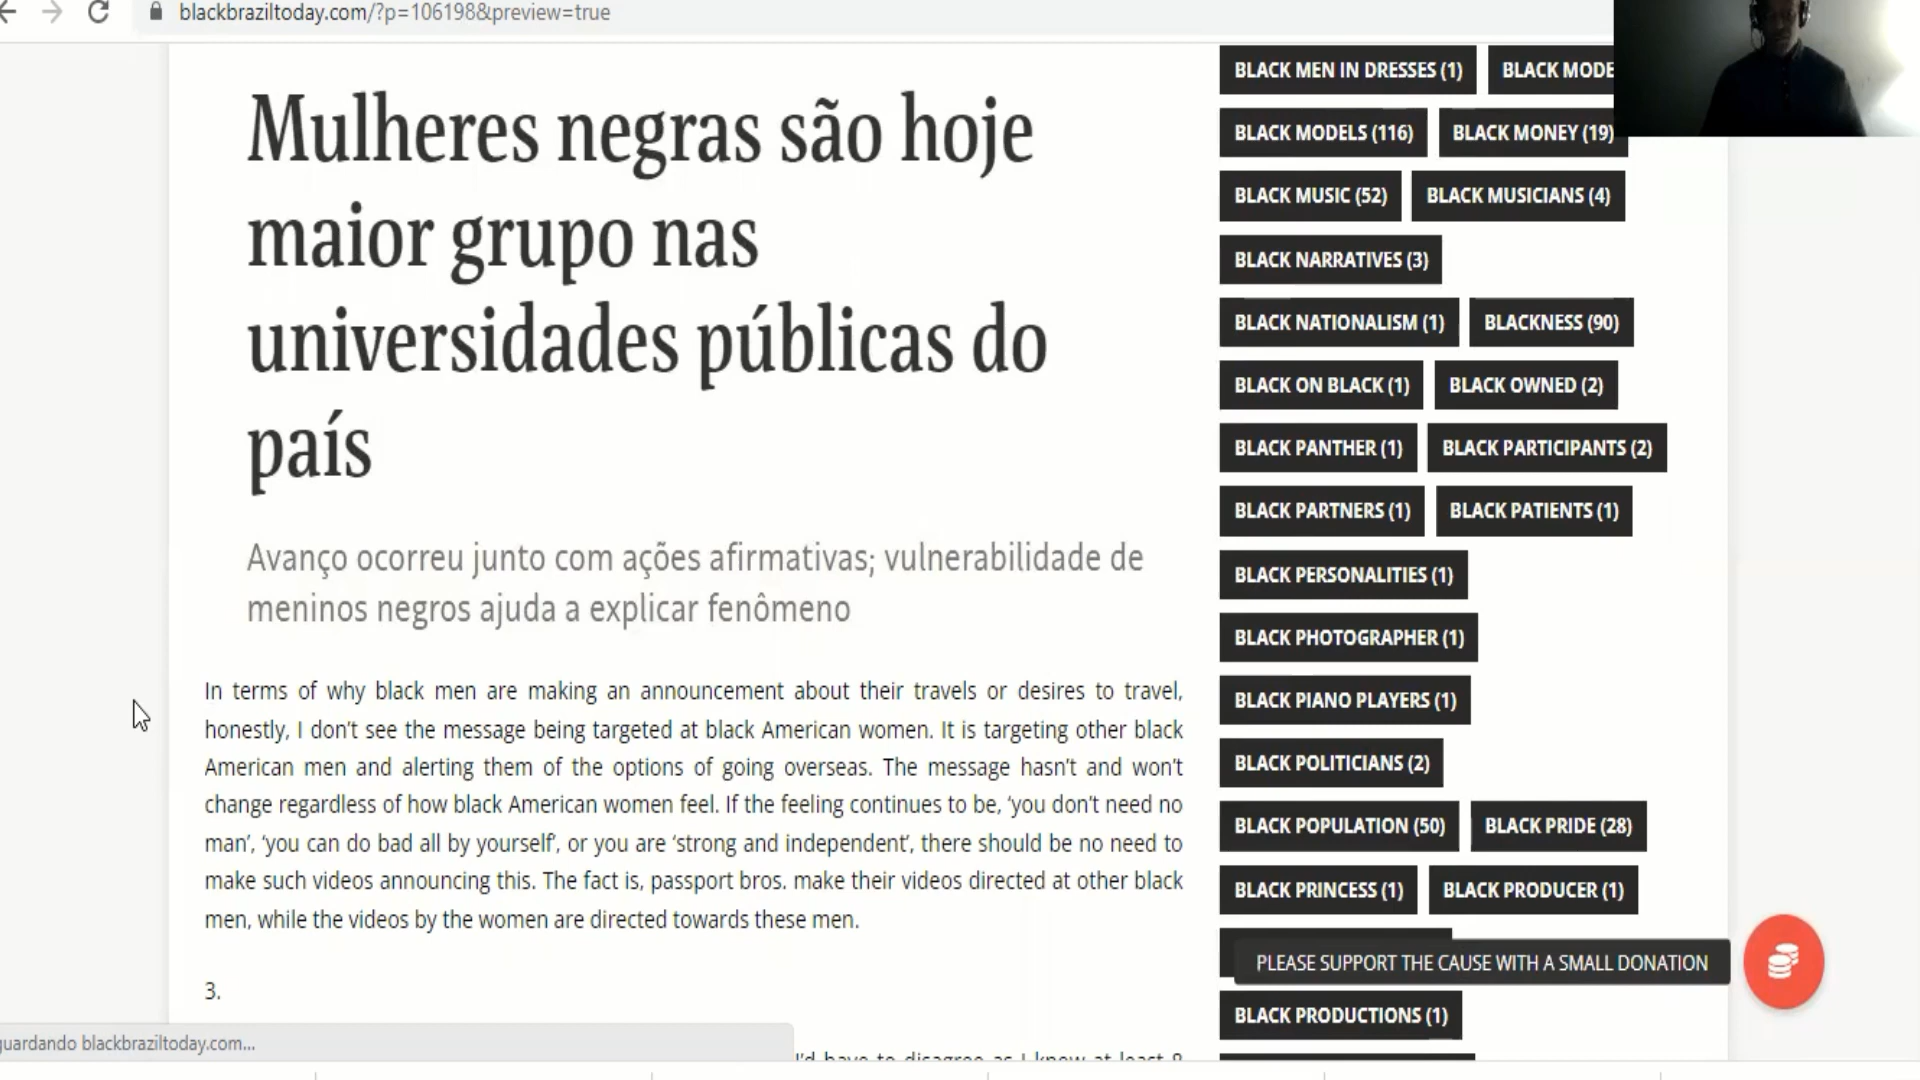 blackbraziltoday.com/?p=106198&preview=true
Mulheres negras são hoje
maior grupo nas
universidades públicas do
país
Avanço ocorreu junto com ações afirmativas; vulnerabilidade de
meninos negros ajuda a explicar fenômeno
In terms of why black men are making an announcement about their travels or desires to travel,
honestly, I don’t see the message being targeted at black American women. It is targeting other black
American men and alerting them of the options of going overseas. The message hasn’t and won’t
change regardless of how black American women feel. If the feeling continues to be, ‘you don’t need no
man’, ‘you can do bad all by yourself’, or you are ‘strong and independent’, there should be no need to
make such videos announcing this. The fact is, passport bros. make their videos directed at other black
men, while the videos by the women are directed towards these men.
3.
I’d have to disagree as I know at least 8
guardando blackbraziltoday.com...
BLACK MEN IN DRESSES (1) BLACK MODE
BLACK MODELS (116) BLACK MONEY (19)
BLACK MUSIC (52) BLACK MUSICIANS (4)
BLACK NARRATIVES (3)
BLACK NATIONALISM (1) BLACKNESS (90)
BLACK ON BLACK (1) BLACK OWNED (2)
BLACK PANTHER (1) BLACK PARTICIPANTS (2)
BLACK PARTNERS (1) BLACK PATIENTS (1)
BLACK PERSONALITIES (1)
BLACK PHOTOGRAPHER (1)
BLACK PIANO PLAYERS (1)
BLACK POLITICIANS (2)
BLACK POPULATION (50) BLACK PRIDE (28)
BLACK PRINCESS (1) BLACK PRODUCER (1)
PLEASE SUPPORT THE CAUSE WITH A SMALL DONATION
BLACK PRODUCTIONS (1)